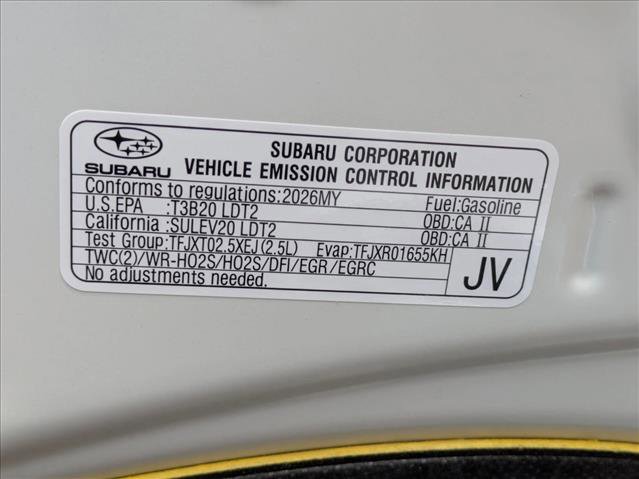 SUBARU
SUBARU CORPORATION
VEHICLE EMISSION CONTROL INFORMATION
Conforms to regulations:2026MY Fuel:Gasoline
U.S.EPA :T3B20 LDT2 OBD:CA II
California :SULEV20 LDT2 OBD:CA II
Test Group:TFJXT02.5XEJ(2.5L) Evap:TFJXR01655KH
TWC(2)/WR-HO2S/HO2S/DFI/EGR/EGRC
No adjustments needed.
JV